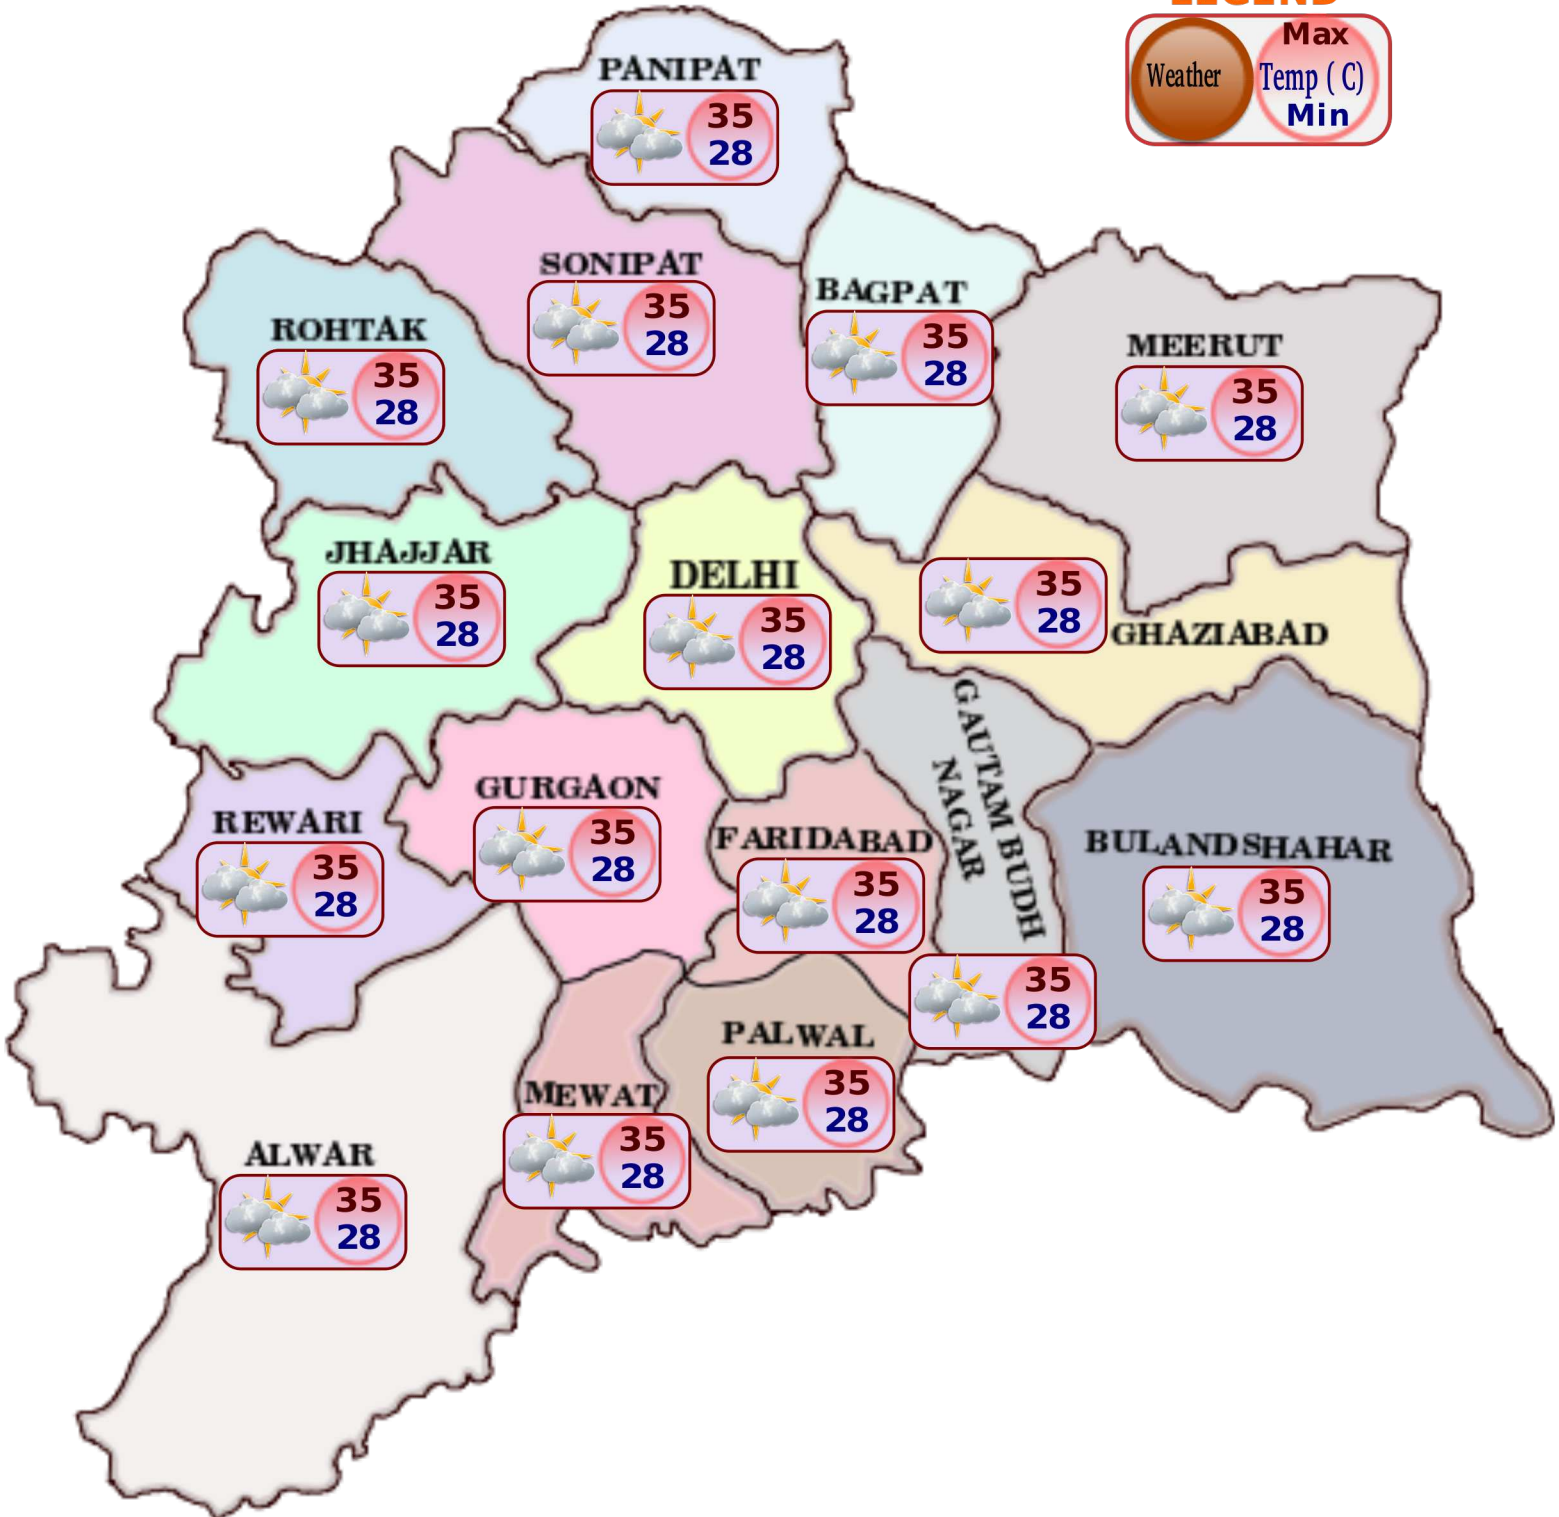 LEGEND
Max
Weather
Temp ( C)
Min
PANIPAT
35
28
SONIPAT
35
28
BAGPAT
35
28
ROHTAK
35
28
MEERUT
35
28
JHAJJAR
35
28
DELHI
35
28
35
28
GHAZIABAD
GAUTAM BUDH
NAGAR
35
28
GURGAON
35
28
REWARI
35
28
FARIDABAD
35
28
BULANDSHAHAR
35
28
PALWAL
35
28
MEWAT
35
28
ALWAR
35
28